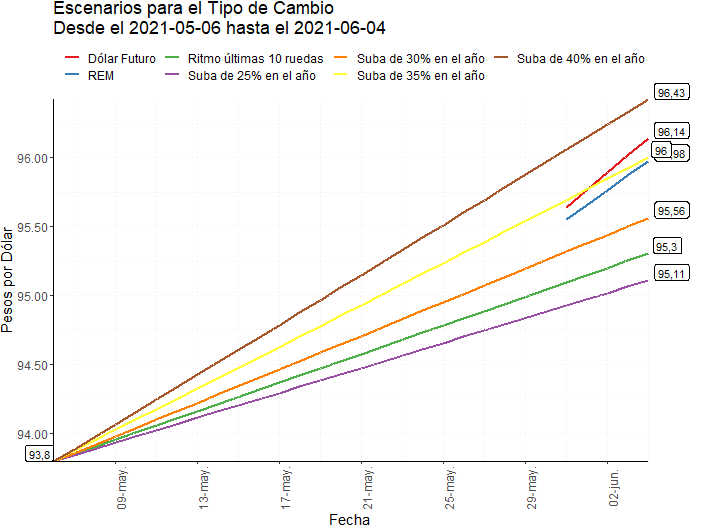 Escenarios para el Tipo de Cambio
Desde el 2021-05-06 hasta el 2021-06-04
Dólar Futuro
Ritmo últimas 10 ruedas
Suba de 30% en el año
Suba de 40% en el año
REM
Suba de 25% en el año
Suba de 35% en el año
96,43
96,14
96
98
95,56
95,3
95,11
93,8
96.00
95.50
95.00
94.50
94.00
Pesos por Dólar
09-may.
13-may.
17-may.
21-may.
25-may.
29-may.
02-jun.
Fecha